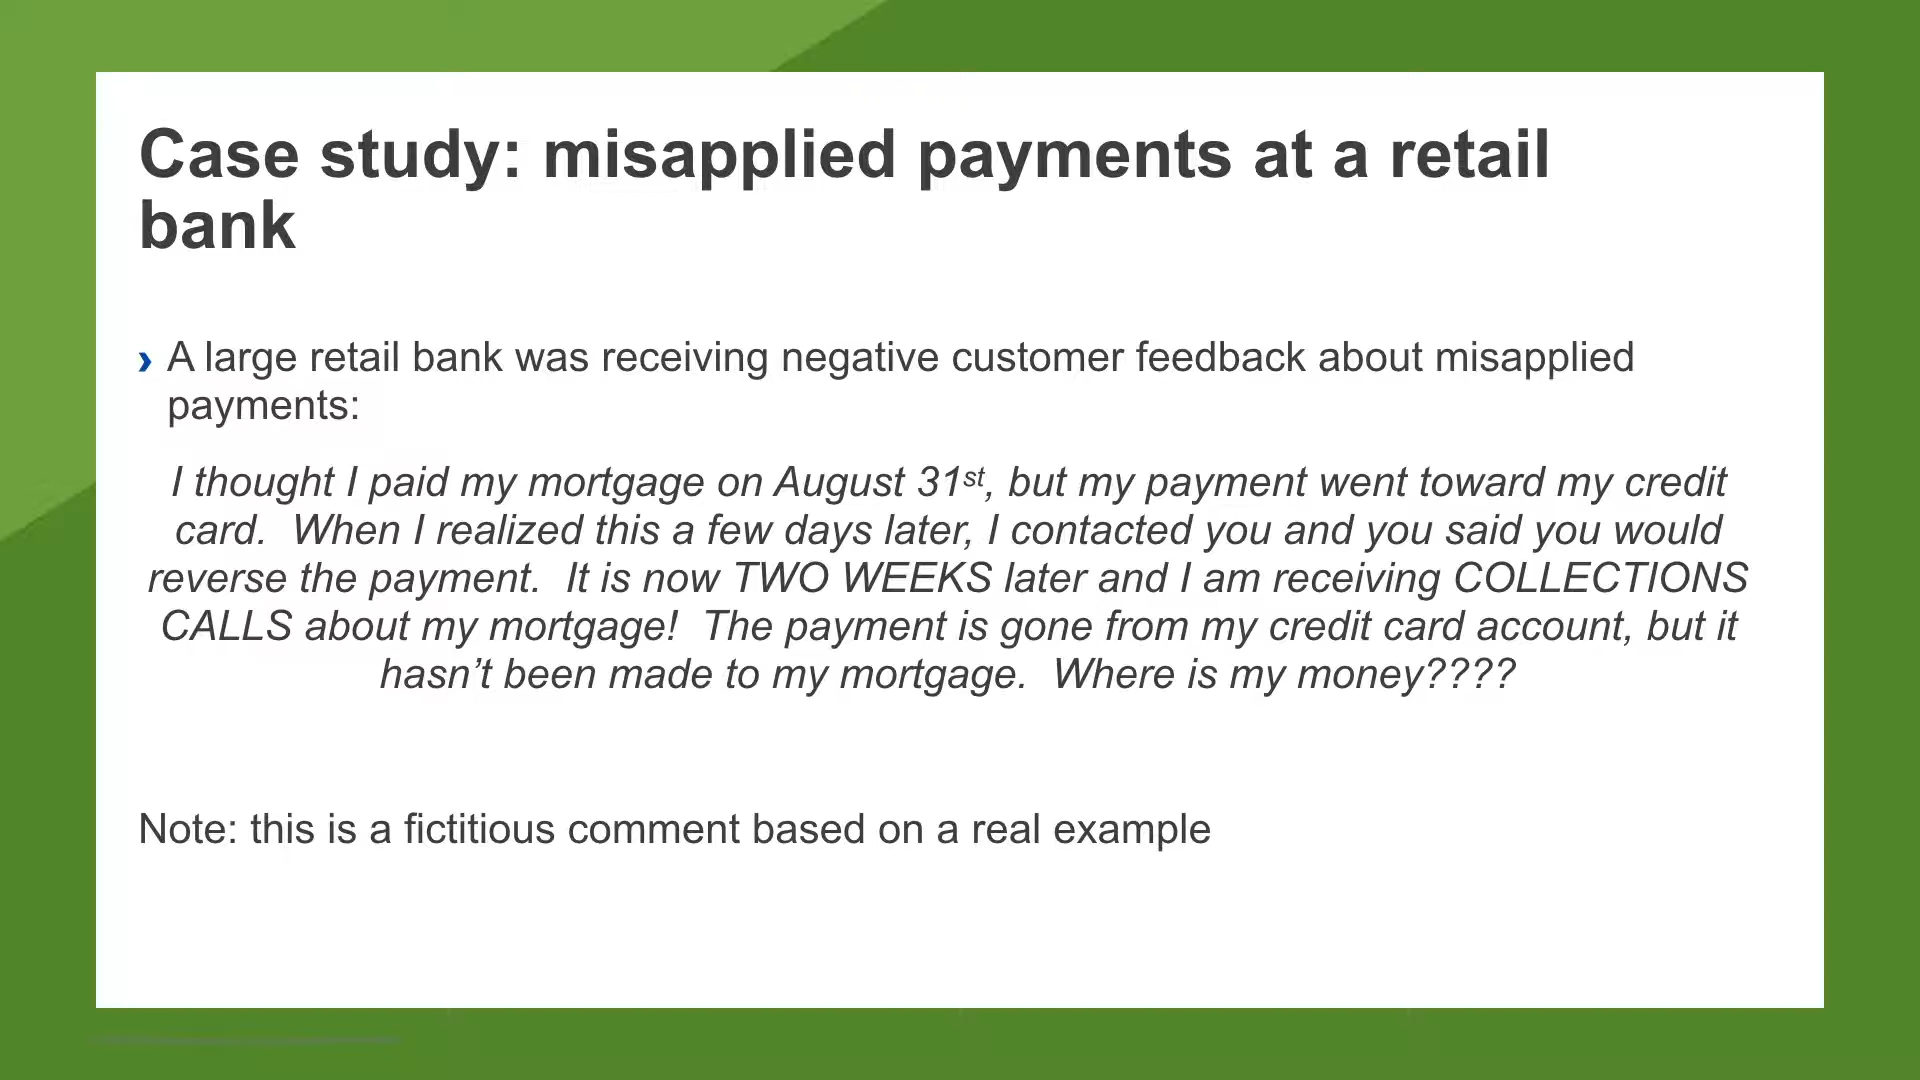 Case study: misapplied payments at a retail
bank
› A large retail bank was receiving negative customer feedback about misapplied
payments:
I thought I paid my mortgage on August 31st, but my payment went toward my credit
card.  When I realized this a few days later, I contacted you and you said you would
reverse the payment.  It is now TWO WEEKS later and I am receiving COLLECTIONS
CALLS about my mortgage!  The payment is gone from my credit card account, but it
hasn’t been made to my mortgage.  Where is my money????
Note: this is a fictitious comment based on a real example